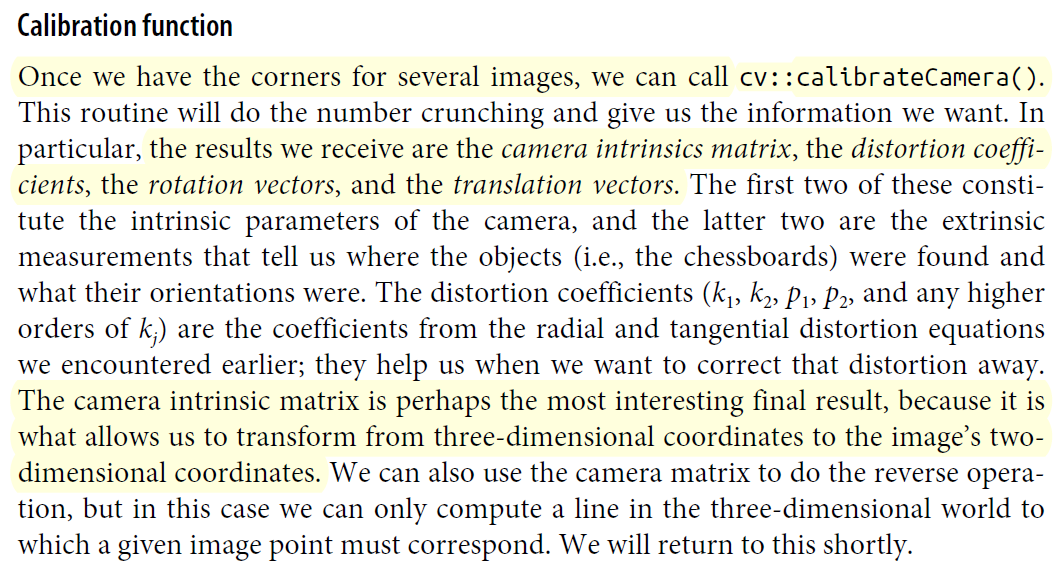 Calibration function
Once we have the corners for several images, we can call cv::calibrateCamera().
This routine will do the number crunching and give us the information we want. In
particular, the results we receive are the camera intrinsics matrix, the distortion coeffi-
cients, the rotation vectors, and the translation vectors. The first two of these consti-
tute the intrinsic parameters of the camera, and the latter two are the extrinsic
measurements that tell us where the objects (i.e., the chessboards) were found and
what their orientations were. The distortion coefficients (k₁, k₂, p₁, p₂, and any higher
orders of kⱼ) are the coefficients from the radial and tangential distortion equations
we encountered earlier; they help us when we want to correct that distortion away.
The camera intrinsic matrix is perhaps the most interesting final result, because it is
what allows us to transform from three-dimensional coordinates to the image’s two-
dimensional coordinates. We can also use the camera matrix to do the reverse opera-
tion, but in this case we can only compute a line in the three-dimensional world to
which a given image point must correspond. We will return to this shortly.